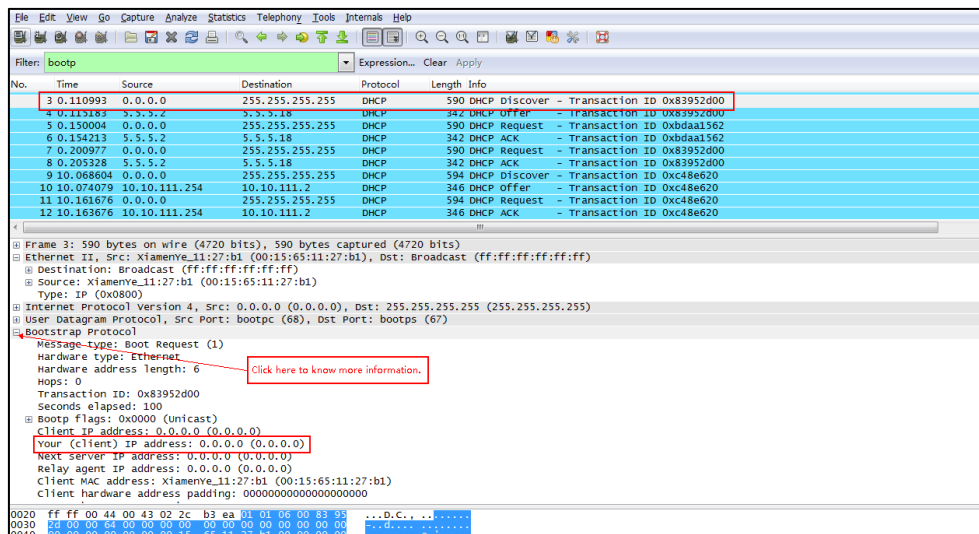 File Edit View Go Capture Analyze Statistics Telephony Tools Internals Help
Filter: bootp Expression... Clear Apply
No. Time Source Destination Protocol Length Info
3 0.110993 0.0.0.0 255.255.255.255 DHCP 590 DHCP Discover - Transaction ID 0x83952d00
4 0.115183 5.5.5.2 5.5.5.18 DHCP 342 DHCP Offer - Transaction ID 0x83952d00
5 0.150004 0.0.0.0 255.255.255.255 DHCP 590 DHCP Request - Transaction ID 0xbdaa1562
6 0.154213 5.5.5.2 5.5.5.18 DHCP 342 DHCP ACK - Transaction ID 0xbdaa1562
7 0.200977 0.0.0.0 255.255.255.255 DHCP 590 DHCP Request - Transaction ID 0x83952d00
8 0.205328 5.5.5.2 5.5.5.18 DHCP 342 DHCP ACK - Transaction ID 0x83952d00
9 10.068604 0.0.0.0 255.255.255.255 DHCP 594 DHCP Discover - Transaction ID 0xc48e620
10 10.074079 10.10.111.254 10.10.111.2 DHCP 346 DHCP Offer - Transaction ID 0xc48e620
11 10.161676 0.0.0.0 255.255.255.255 DHCP 594 DHCP Request - Transaction ID 0xc48e620
12 10.163676 10.10.111.254 10.10.111.2 DHCP 346 DHCP ACK - Transaction ID 0xc48e620
Frame 3: 590 bytes on wire (4720 bits), 590 bytes captured (4720 bits)
Ethernet II, Src: XiamenYe_11:27:b1 (00:15:65:11:27:b1), Dst: Broadcast (ff:ff:ff:ff:ff:ff)
Destination: Broadcast (ff:ff:ff:ff:ff:ff)
Source: XiamenYe_11:27:b1 (00:15:65:11:27:b1)
Type: IP (0x0800)
Internet Protocol Version 4, Src: 0.0.0.0 (0.0.0.0), Dst: 255.255.255.255 (255.255.255.255)
User Datagram Protocol, Src Port: bootpc (68), Dst Port: bootps (67)
Bootstrap Protocol
Message type: Boot Request (1)
Hardware type: Ethernet
Hardware address length: 6
Click here to know more information.
Hops: 0
Transaction ID: 0x83952d00
Seconds elapsed: 100
Bootp flags: 0x0000 (Unicast)
Client IP address: 0.0.0.0 (0.0.0.0)
Your (client) IP address: 0.0.0.0 (0.0.0.0)
Next server IP address: 0.0.0.0 (0.0.0.0)
Relay agent IP address: 0.0.0.0 (0.0.0.0)
Client MAC address: XiamenYe_11:27:b1 (00:15:65:11:27:b1)
Client hardware address padding: 00000000000000000000
0020 ff ff 00 44 00 43 02 2c b3 ea 01 01 06 00 83 95 ...D.C., ........
0030 2d 00 00 64 00 00 00 00 00 00 00 00 00 00 00 00 -..d.... ........